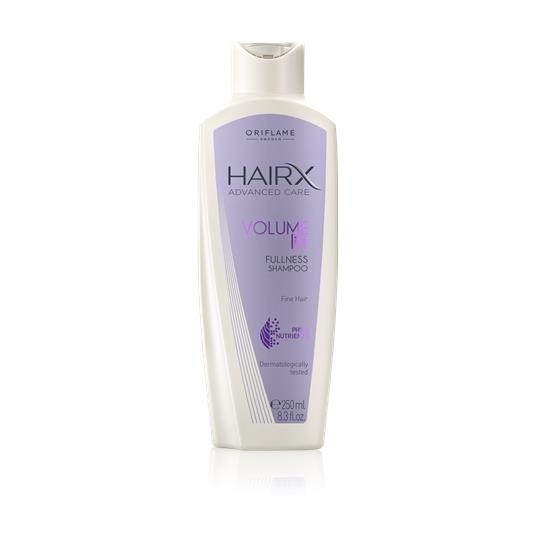 ORIFLAME
SWEDEN
HAIRX
ADVANCED CARE
VOLUME
FULLNESS
SHAMPOO
Fine Hair
Dermatologically
tested
℮250 ml
8.3 fl.oz.